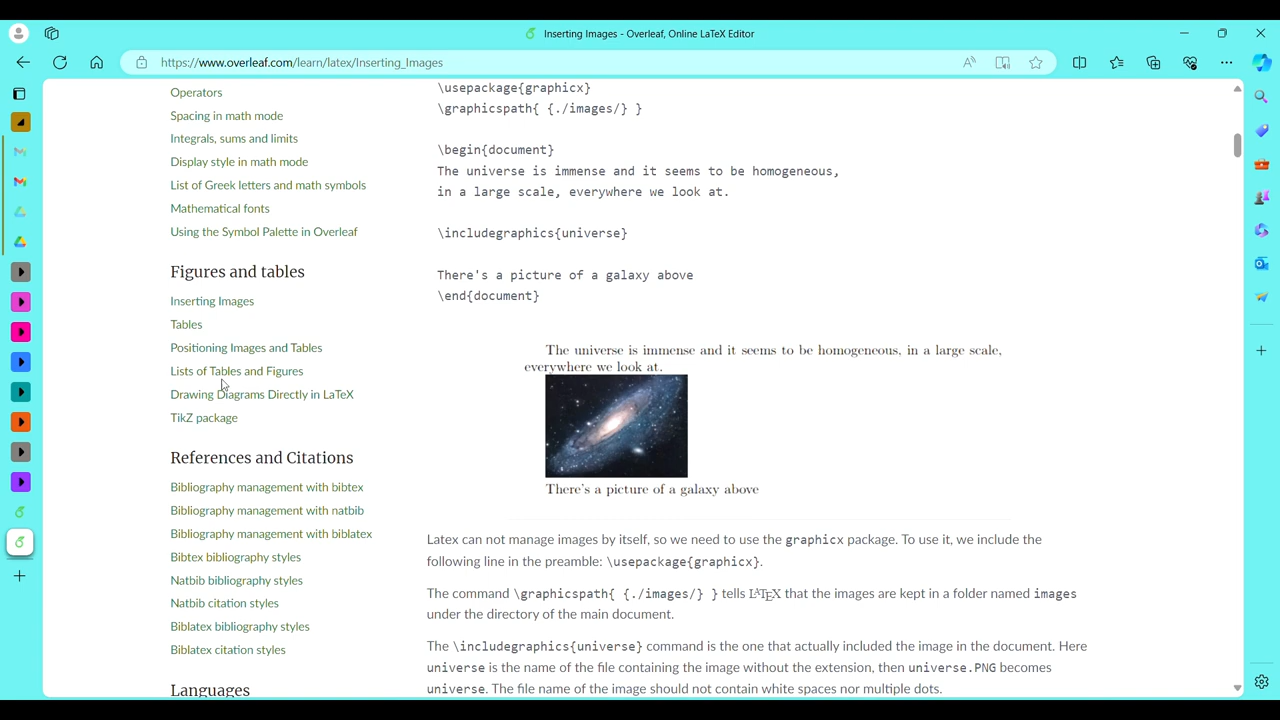 Inserting Images - Overleaf, Online LaTeX Editor
https://www.overleaf.com/learn/latex/Inserting_Images
Operators
Spacing in math mode
Integrals, sums and limits
Display style in math mode
List of Greek letters and math symbols
Mathematical fonts
Using the Symbol Palette in Overleaf
Figures and tables
Inserting Images
Tables
Positioning Images and Tables
Lists of Tables and Figures
Drawing Diagrams Directly in LaTeX
TikZ package
References and Citations
Bibliography management with bibtex
Bibliography management with natbib
Bibliography management with biblatex
Bibtex bibliography styles
Natbib bibliography styles
Natbib citation styles
Biblatex bibliography styles
Biblatex citation styles
Languages
\usepackage{graphicx}
\graphicspath{ {./images/} }
\begin{document}
The universe is immense and it seems to be homogeneous,
in a large scale, everywhere we look at.
\includegraphics{universe}
There's a picture of a galaxy above
\end{document}
The universe is immense and it seems to be homogeneous, in a large scale,
everywhere we look at.
There's a picture of a galaxy above
Latex can not manage images by itself, so we need to use the graphicx package. To use it, we include the
following line in the preamble: \usepackage{graphicx}.
The command \graphicspath{ {./images/} } tells LATEX that the images are kept in a folder named images
under the directory of the main document.
The \includegraphics{universe} command is the one that actually included the image in the document. Here
universe is the name of the file containing the image without the extension, then universe.PNG becomes
universe. The file name of the image should not contain white spaces nor multiple dots.